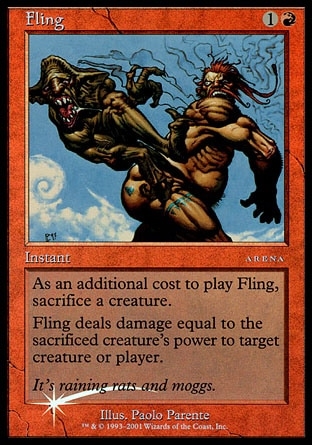 Fling 1
Instant ARENA
As an additional cost to play Fling,
sacrifice a creature.
Fling deals damage equal to the
sacrificed creature's power to target
creature or player.
It's raining rats and moggs.
Illus. Paolo Parente
™ & © 1993–2001 Wizards of the Coast, Inc.